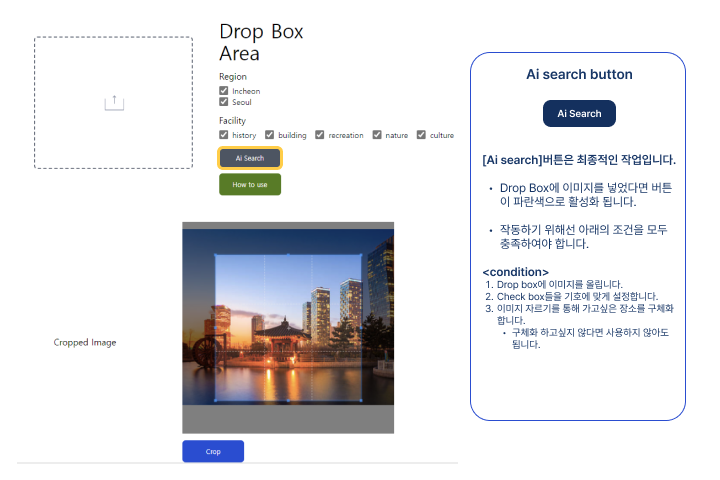 Drop Box
Area
Region
Incheon
Seoul
Facility
history building recreation nature culture
Ai Search
How to use
Cropped Image
Crop
Ai search button
Ai Search
[Ai search]버튼은 최종적인 작업입니다.
• Drop Box에 이미지를 넣었다면 버튼
이 파란색으로 활성화 됩니다.
• 작동하기 위해선 아래의 조건을 모두
충족하여야 합니다.
<condition>
1. Drop box에 이미지를 올립니다.
2. Check box들을 기호에 맞게 설정합니다.
3. 이미지 자르기를 통해 가고싶은 장소를 구체화
합니다.
• 구체화 하고싶지 않다면 사용하지 않아도
됩니다.